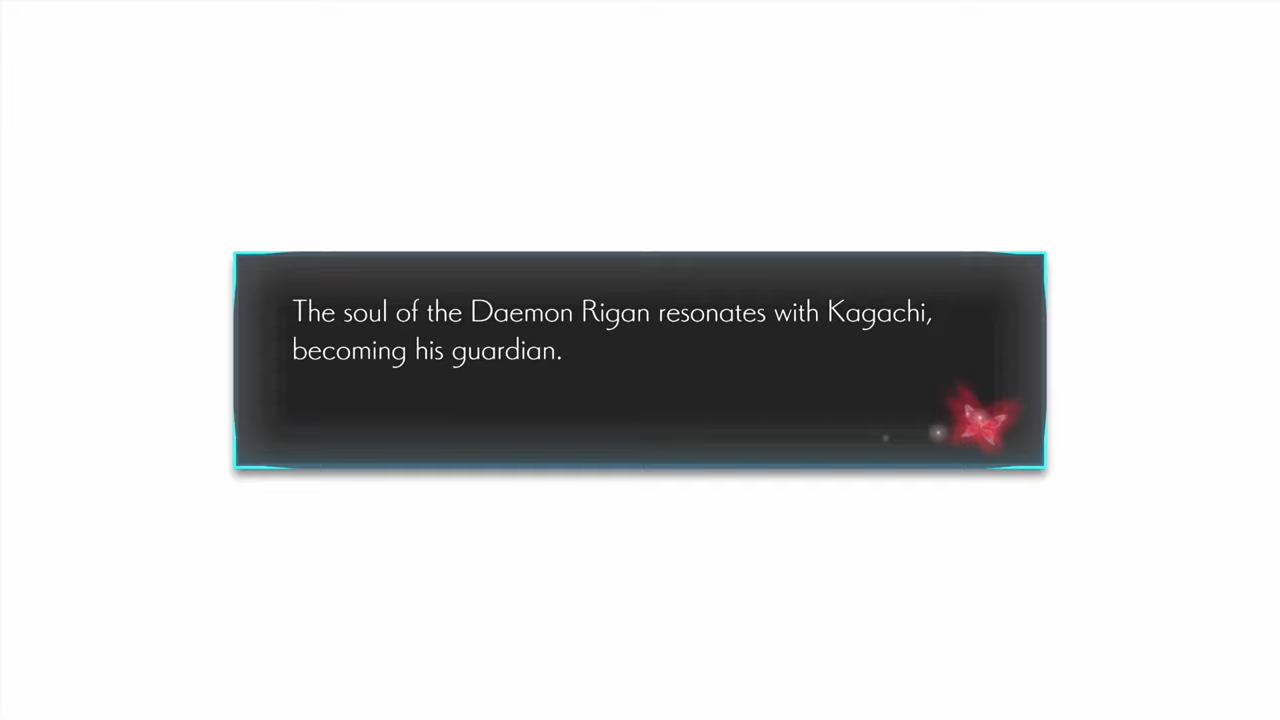 The soul of the Daemon Rigan resonates with Kagachi,
becoming his guardian.